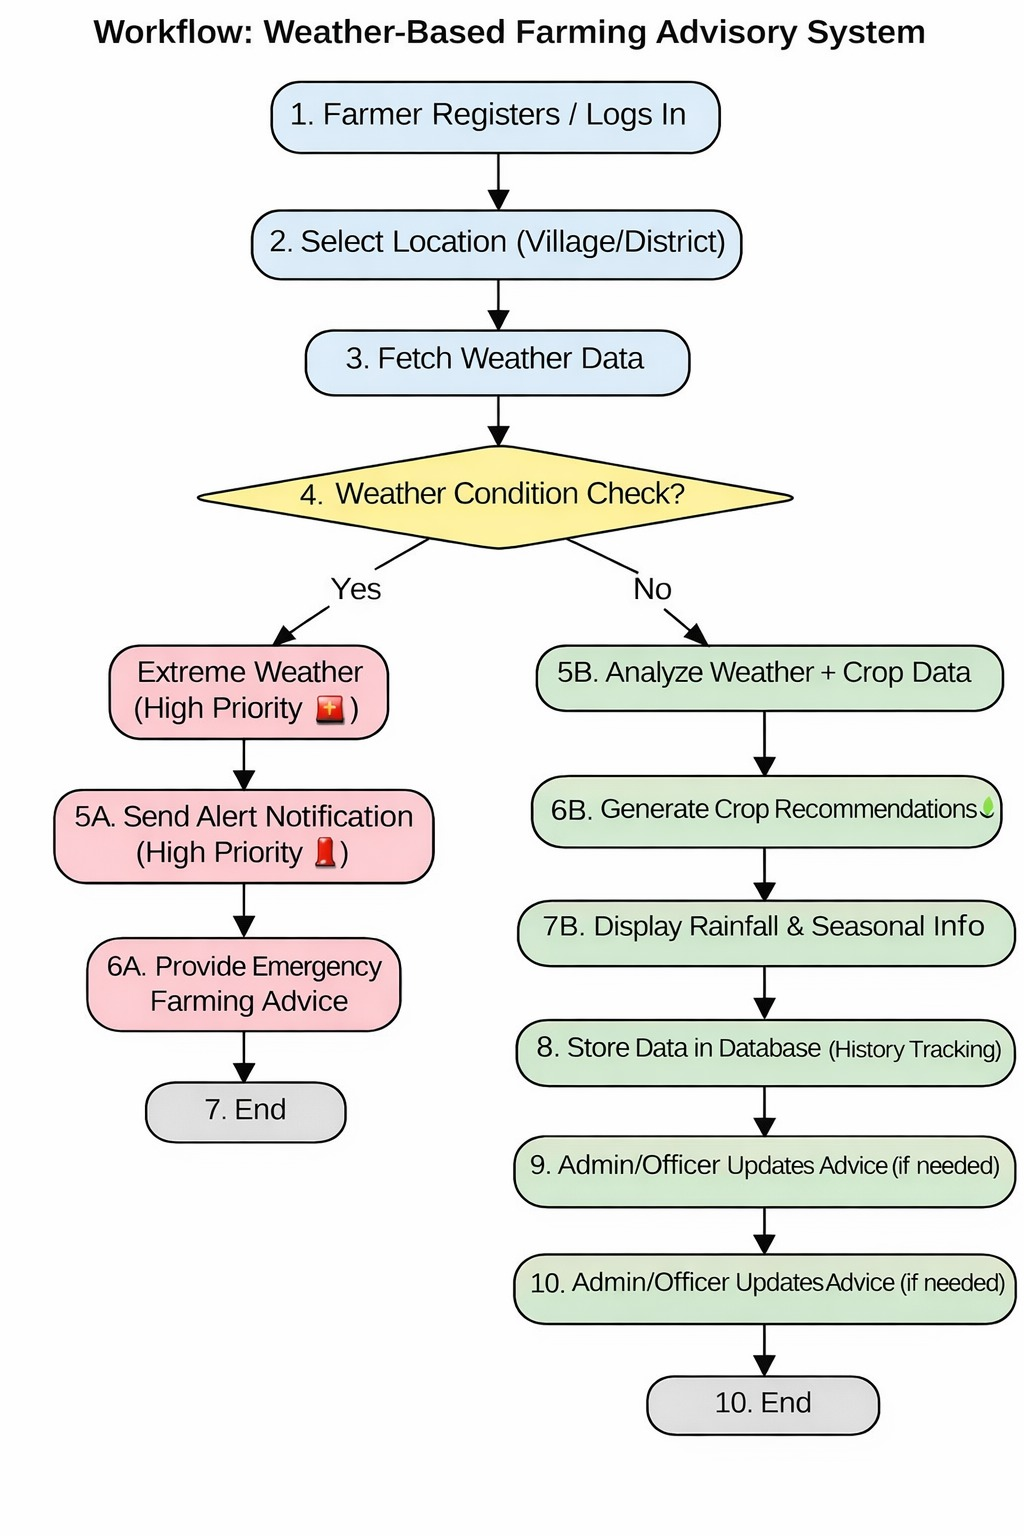 Workflow: Weather-Based Farming Advisory System
1. Farmer Registers / Logs In
2. Select Location (Village/District)
3. Fetch Weather Data
4. Weather Condition Check?
Yes
No
Extreme Weather
(High Priority )
5A. Send Alert Notification
(High Priority )
6A. Provide Emergency
Farming Advice
7. End
5B. Analyze Weather + Crop Data
6B. Generate Crop Recommendations
7B. Display Rainfall & Seasonal Info
8. Store Data in Database (History Tracking)
9. Admin/Officer Updates Advice (if needed)
10. Admin/Officer Updates Advice (if needed)
10. End